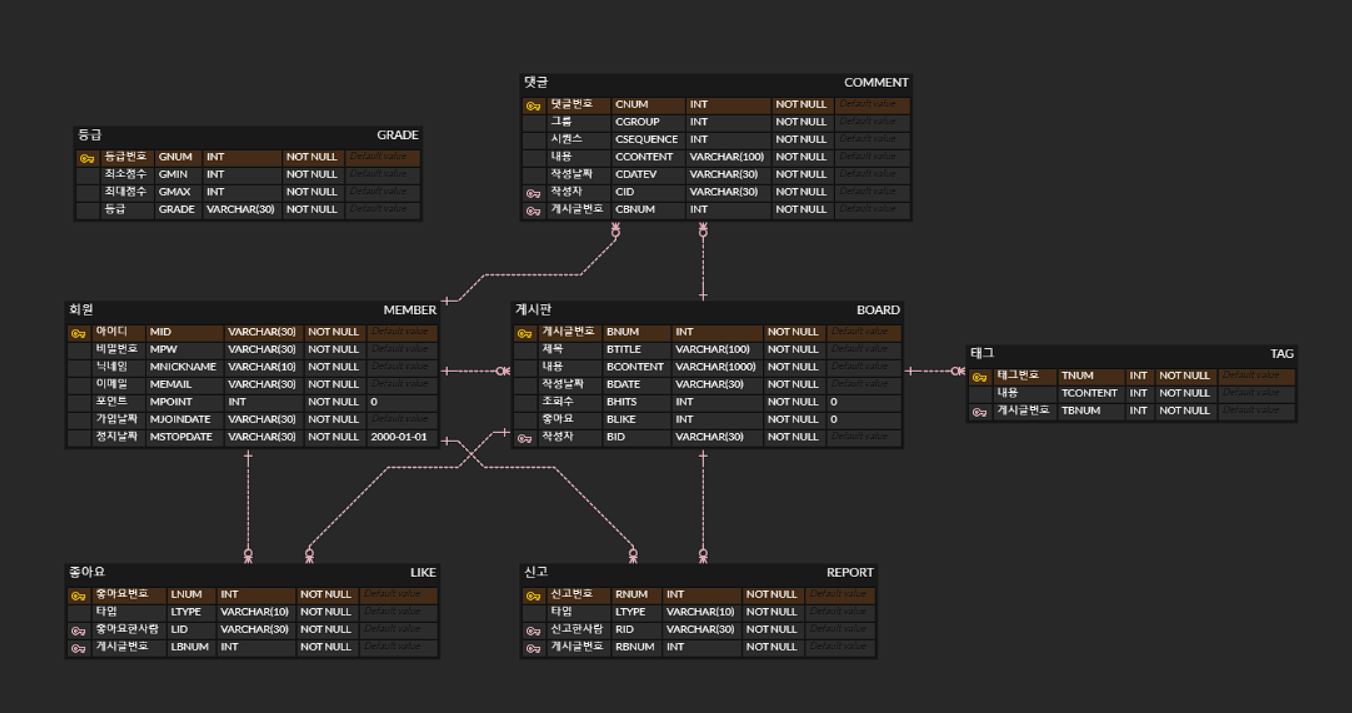 댓글 COMMENT
댓글번호 CNUM INT NOT NULL Default value
그룹 CGROUP INT NOT NULL Default value
시퀀스 CSEQUENCE INT NOT NULL Default value
내용 CCONTENT VARCHAR(100) NOT NULL Default value
작성날짜 CDATEV VARCHAR(30) NOT NULL Default value
작성자 CID VARCHAR(30) NOT NULL Default value
게시글번호 CBNUM INT NOT NULL Default value
등급 GRADE
등급번호 GNUM INT NOT NULL Default value
최소점수 GMIN INT NOT NULL Default value
최대점수 GMAX INT NOT NULL Default value
등급 GRADE VARCHAR(30) NOT NULL Default value
회원 MEMBER
아이디 MID VARCHAR(30) NOT NULL Default value
비밀번호 MPW VARCHAR(30) NOT NULL Default value
닉네임 MNICKNAME VARCHAR(10) NOT NULL Default value
이메일 MEMAIL VARCHAR(30) NOT NULL Default value
포인트 MPOINT INT NOT NULL 0
가입날짜 MJOINDATE VARCHAR(30) NOT NULL Default value
정지날짜 MSTOPDATE VARCHAR(30) NOT NULL 2000-01-01
게시판 BOARD
게시글번호 BNUM INT NOT NULL Default value
제목 BTITLE VARCHAR(100) NOT NULL Default value
내용 BCONTENT VARCHAR(1000) NOT NULL Default value
작성날짜 BDATE VARCHAR(30) NOT NULL Default value
조회수 BHITS INT NOT NULL 0
좋아요 BLIKE INT NOT NULL 0
작성자 BID VARCHAR(30) NOT NULL Default value
태그 TAG
태그번호 TNUM INT NOT NULL Default value
내용 TCONTENT INT NOT NULL Default value
게시글번호 TBNUM INT NOT NULL Default value
좋아요 LIKE
좋아요번호 LNUM INT NOT NULL Default value
타입 LTYPE VARCHAR(10) NOT NULL Default value
좋아요한사람 LID VARCHAR(30) NOT NULL Default value
게시글번호 LBNUM INT NOT NULL Default value
신고 REPORT
신고번호 RNUM INT NOT NULL Default value
타입 LTYPE VARCHAR(10) NOT NULL Default value
신고한사람 RID VARCHAR(30) NOT NULL Default value
게시글번호 RBNUM INT NOT NULL Default value